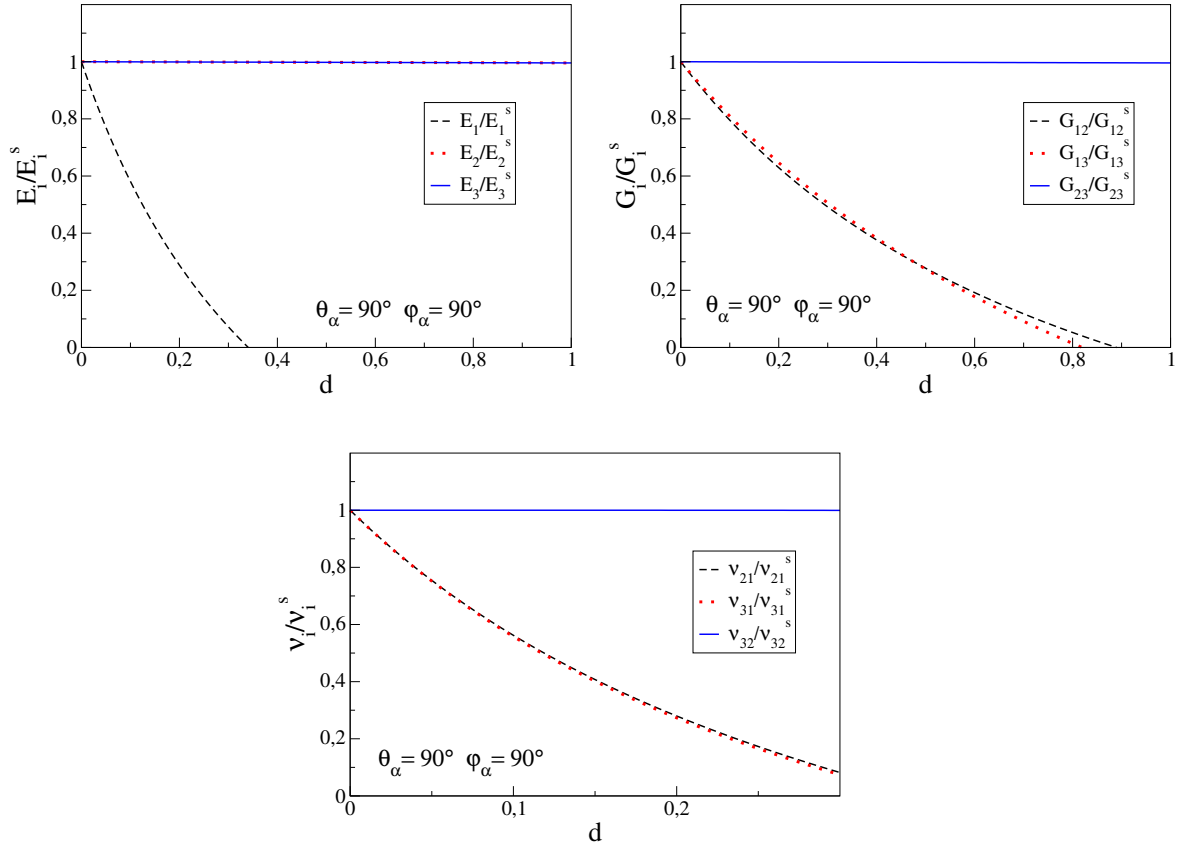 1
0,8
0,6
0,4
0,2
0
E_i/E_i^s
E_1/E_1^s
E_2/E_2^s
E_3/E_3^s
θ_α= 90° φ_α= 90°
0 0,2 0,4 0,6 0,8 1
d
1
0,8
0,6
0,4
0,2
0
G_i/G_i^s
G_12/G_12^s
G_13/G_13^s
G_23/G_23^s
θ_α= 90° φ_α= 90°
0 0,2 0,4 0,6 0,8 1
d
1
0,8
0,6
0,4
0,2
0
ν_i/ν_i^s
ν_21/ν_21^s
ν_31/ν_31^s
ν_32/ν_32^s
θ_α= 90° φ_α= 90°
0 0,1 0,2
d